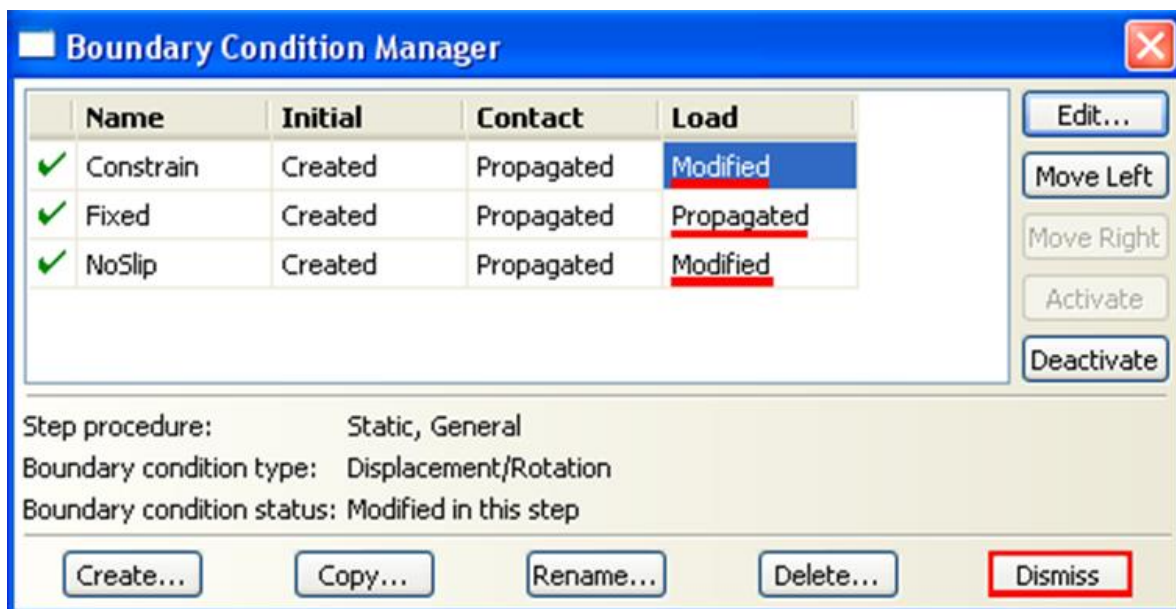 Boundary Condition Manager
Name Initial Contact Load
Constrain Created Propagated Modified
Fixed Created Propagated Propagated
NoSlip Created Propagated Modified
Edit...
Move Left
Move Right
Activate
Deactivate
Step procedure: Static, General
Boundary condition type: Displacement/Rotation
Boundary condition status: Modified in this step
Create... Copy... Rename... Delete... Dismiss